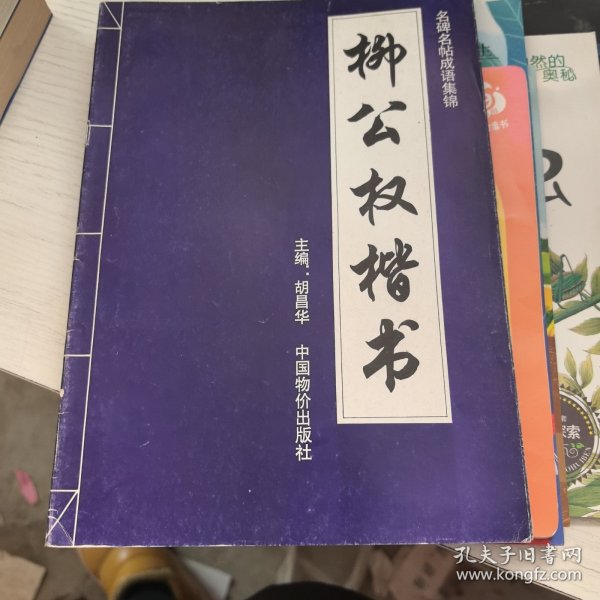 名碑名帖成语集锦
柳公权楷书
主编：胡昌华 中国物价出版社
然的
奥秘
探索
孔夫子旧书网
www.kongfz.com